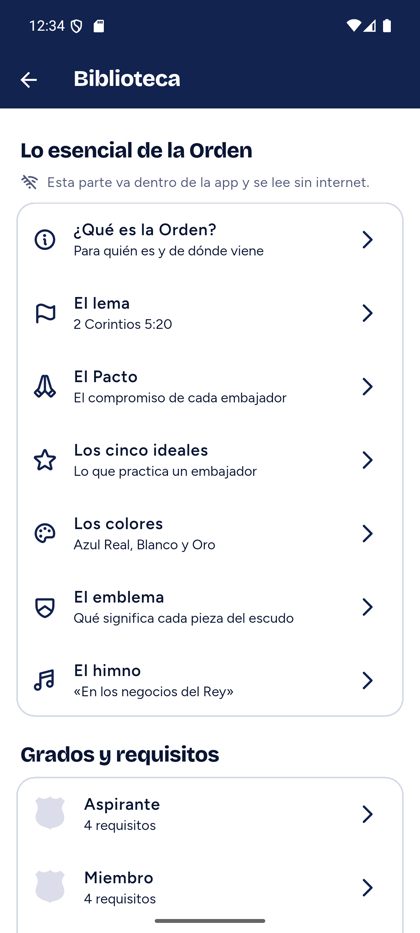 12:34
Biblioteca
Lo esencial de la Orden
Esta parte va dentro de la app y se lee sin internet.
¿Qué es la Orden?
Para quién es y de dónde viene
El lema
2 Corintios 5:20
El Pacto
El compromiso de cada embajador
Los cinco ideales
Lo que practica un embajador
Los colores
Azul Real, Blanco y Oro
El emblema
Qué significa cada pieza del escudo
El himno
«En los negocios del Rey»
Grados y requisitos
Aspirante
4 requisitos
Miembro
4 requisitos